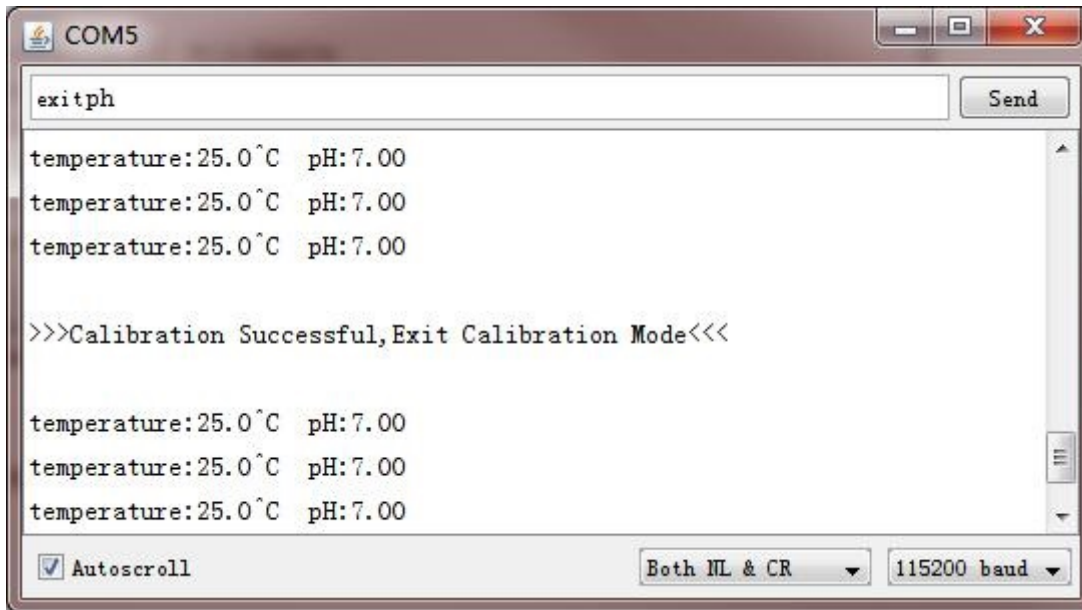 COM5
exitph
Send
temperature:25.0^C  pH:7.00
temperature:25.0^C  pH:7.00
temperature:25.0^C  pH:7.00
>>>Calibration Successful,Exit Calibration Mode<<<
temperature:25.0^C  pH:7.00
temperature:25.0^C  pH:7.00
temperature:25.0^C  pH:7.00
Autoscroll
Both NL & CR
115200 baud